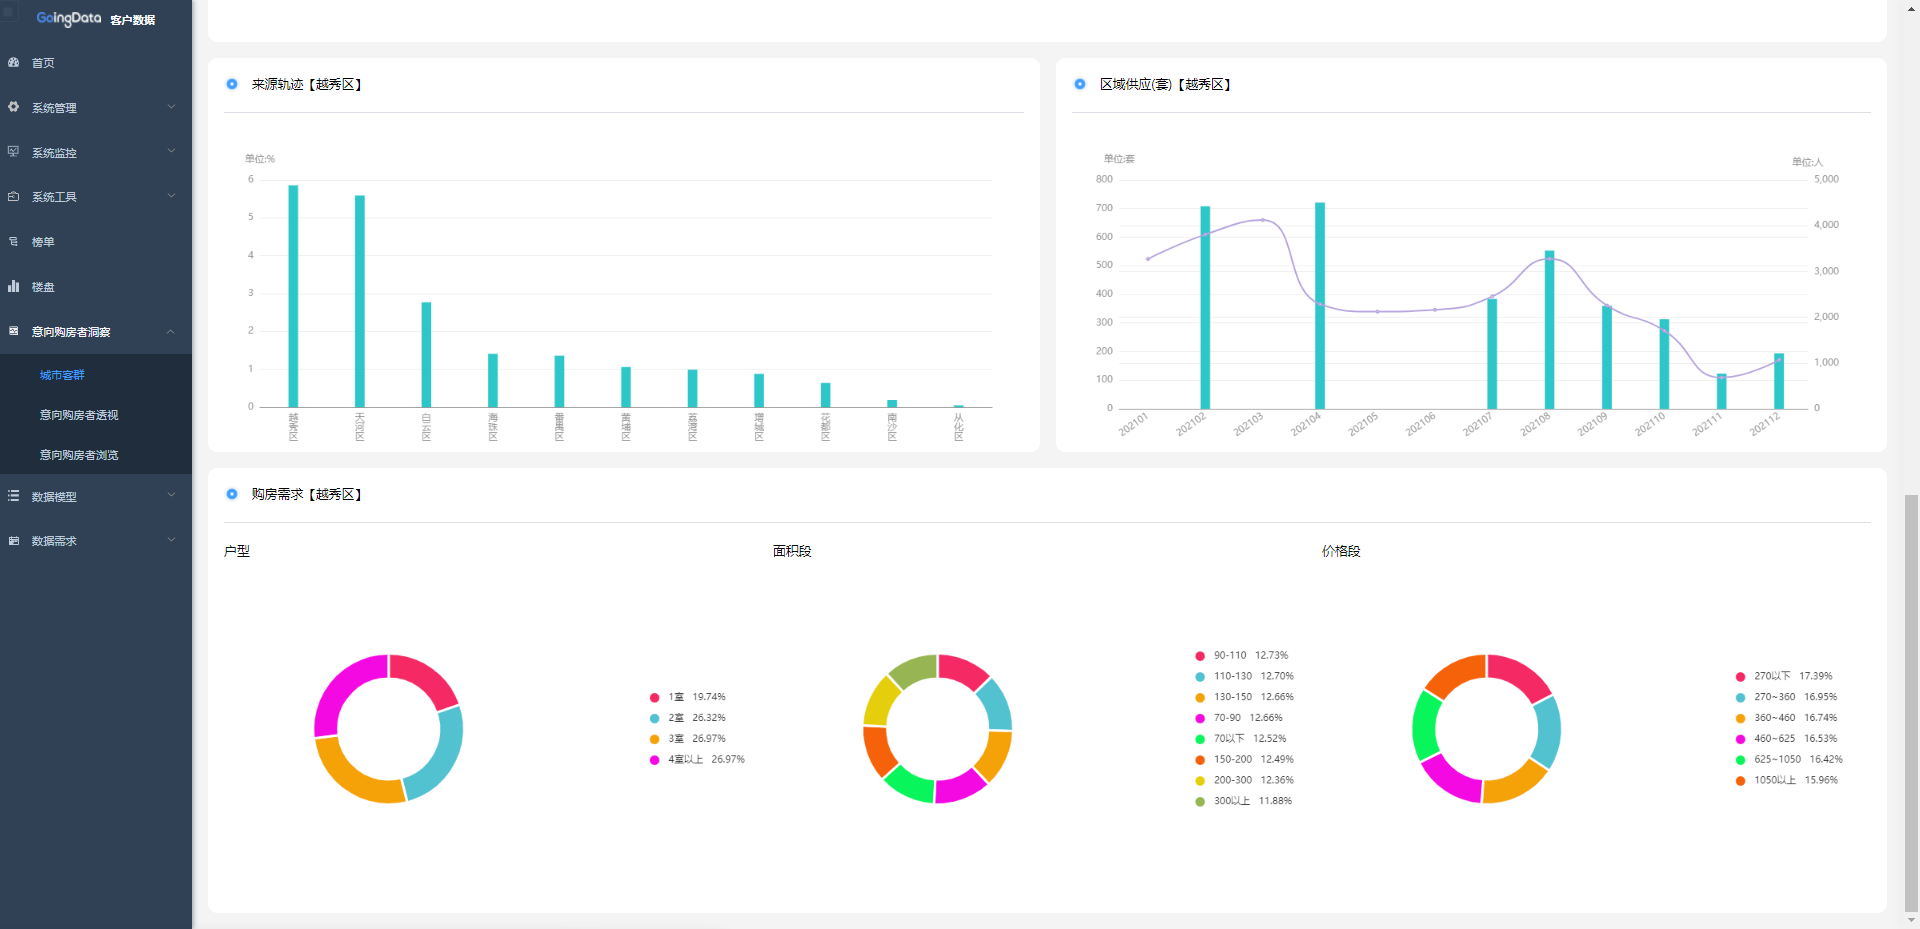 GoingData 客户数据
首页
系统管理
系统监控
系统工具
榜单
楼盘
意向购房者洞察
城市客群
意向购房者透视
意向购房者浏览
数据模型
数据需求
来源轨迹【越秀区】
单位:%
6
5
4
3
2
1
0
越秀区
天河区
白云区
海珠区
番禺区
黄埔区
荔湾区
增城区
花都区
南沙区
从化区
区域供应(套)【越秀区】
单位:套
单位:人
800
700
600
500
400
300
200
100
0
5,000
4,000
3,000
2,000
1,000
0
202101
202102
202103
202104
202105
202106
202107
202108
202109
202110
202111
202112
购房需求【越秀区】
户型
1室 19.74%
2室 26.32%
3室 26.97%
4室以上 26.97%
面积段
90-110 12.73%
110-130 12.70%
130-150 12.66%
70-90 12.66%
70以下 12.52%
150-200 12.49%
200-300 12.36%
300以上 11.88%
价格段
270以下 17.39%
270~360 16.95%
360~460 16.74%
460~625 16.53%
625~1050 16.42%
1050以上 15.96%